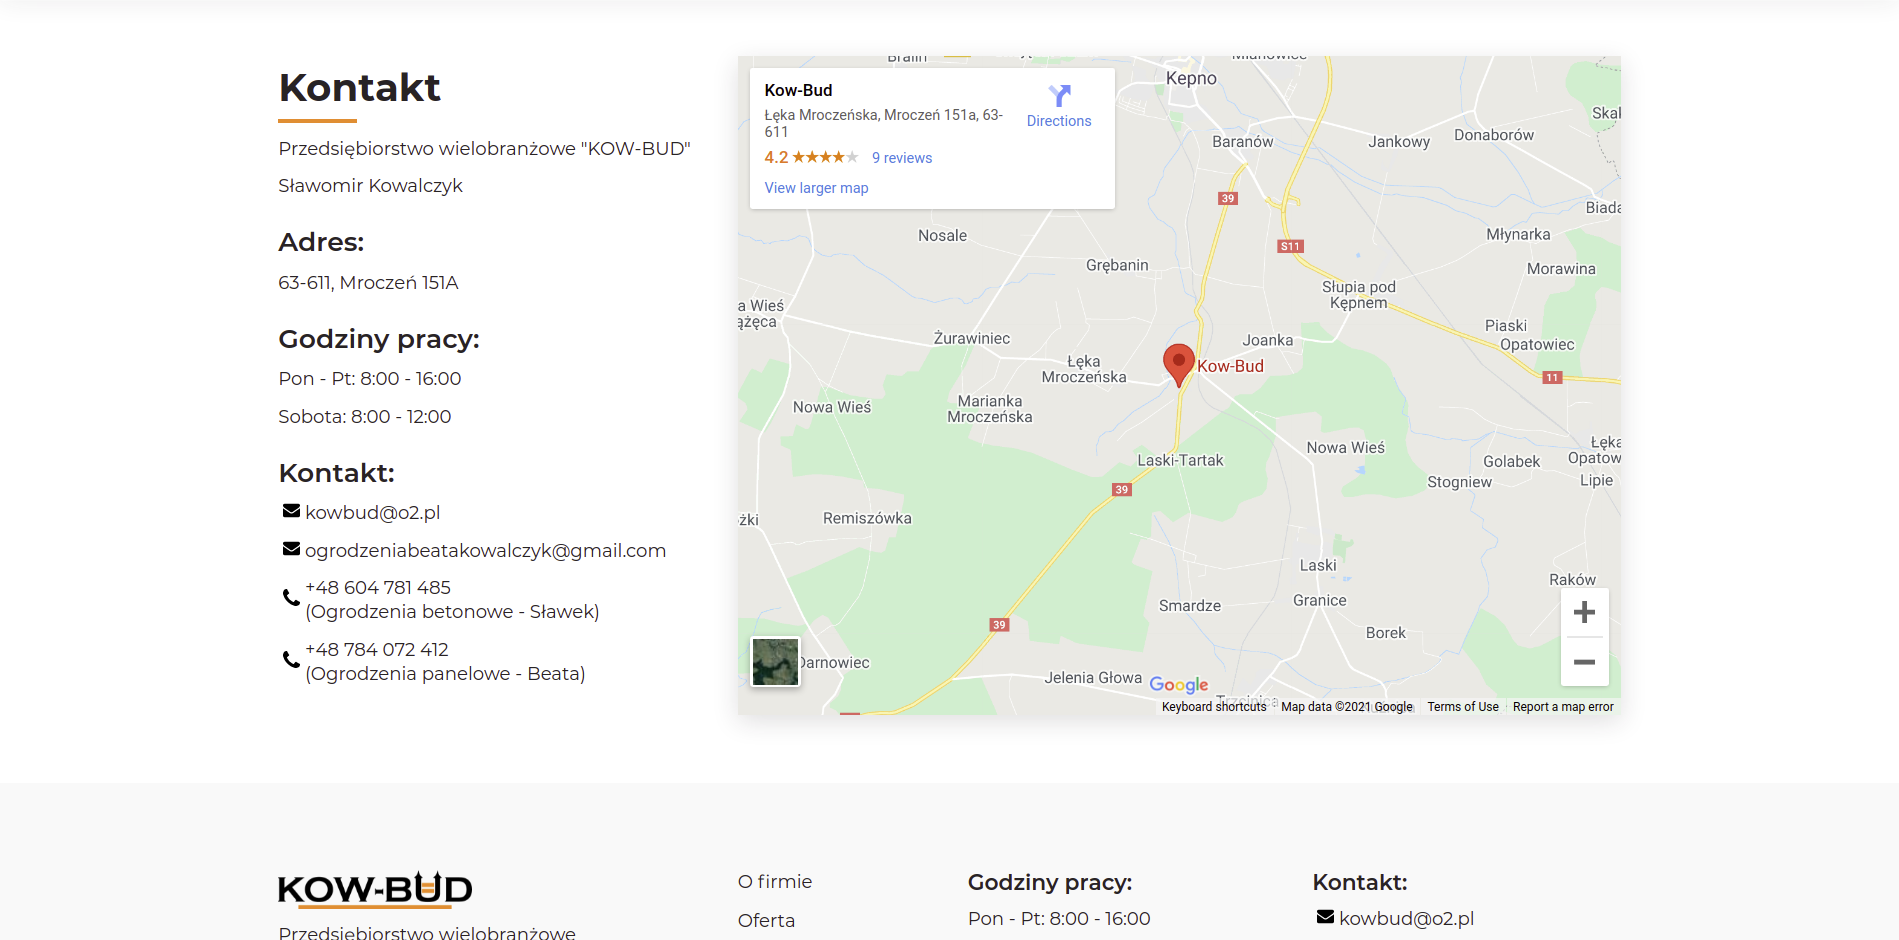 Kontakt
Przedsiębiorstwo wielobranżowe "KOW-BUD"
Sławomir Kowalczyk
Adres:
63-611, Mroczeń 151A
Godziny pracy:
Pon - Pt: 8:00 - 16:00
Sobota: 8:00 - 12:00
Kontakt:
kowbud@o2.pl
ogrodzeniabeatakowalczyk@gmail.com
+48 604 781 485
(Ogrodzenia betonowe - Sławek)
+48 784 072 412
(Ogrodzenia panelowe - Beata)
Kow-Bud
Łęka Mroczeńska, Mroczeń 151a, 63-
611
4.2
9 reviews
View larger map
Directions
Bralin
Kępno
Baranów
Jankowy
Donaborów
39
S11
Nosale
Młynarka
Grębanin
Morawina
Słupia pod
Kępnem
a Wieś
ążęca
Piaski
Żurawiniec
Joanka
Opatowiec
Łęka
Mroczeńska
Kow-Bud
11
Marianka
Mroczeńska
Nowa Wieś
Nowa Wieś
Łęka
Opatow
Laski-Tartak
Golabek
Lipie
Stogniew
39
Remiszówka
Laski
Raków
Granice
Smardze
39
Borek
Darnowiec
Jelenia Głowa
Google
Trzcinica
Keyboard shortcuts
Map data ©2021 Google
Terms of Use
Report a map error
KOW-BUD
Przedsiębiorstwo wielobranżowe
O firmie
Oferta
Godziny pracy:
Pon - Pt: 8:00 - 16:00
Kontakt:
kowbud@o2.pl